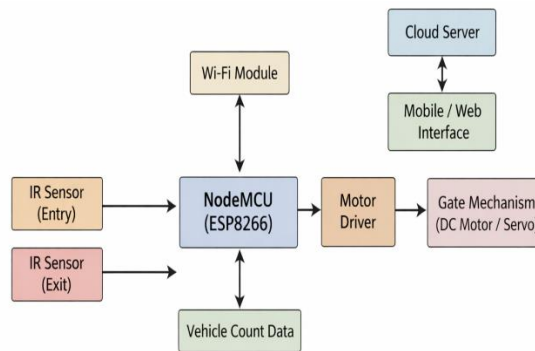 Cloud Server
Wi-Fi Module
Mobile / Web
Interface
IR Sensor
(Entry)
NodeMCU
(ESP8266)
Motor
Driver
Gate Mechanism
(DC Motor / Servo)
IR Sensor
(Exit)
Vehicle Count Data